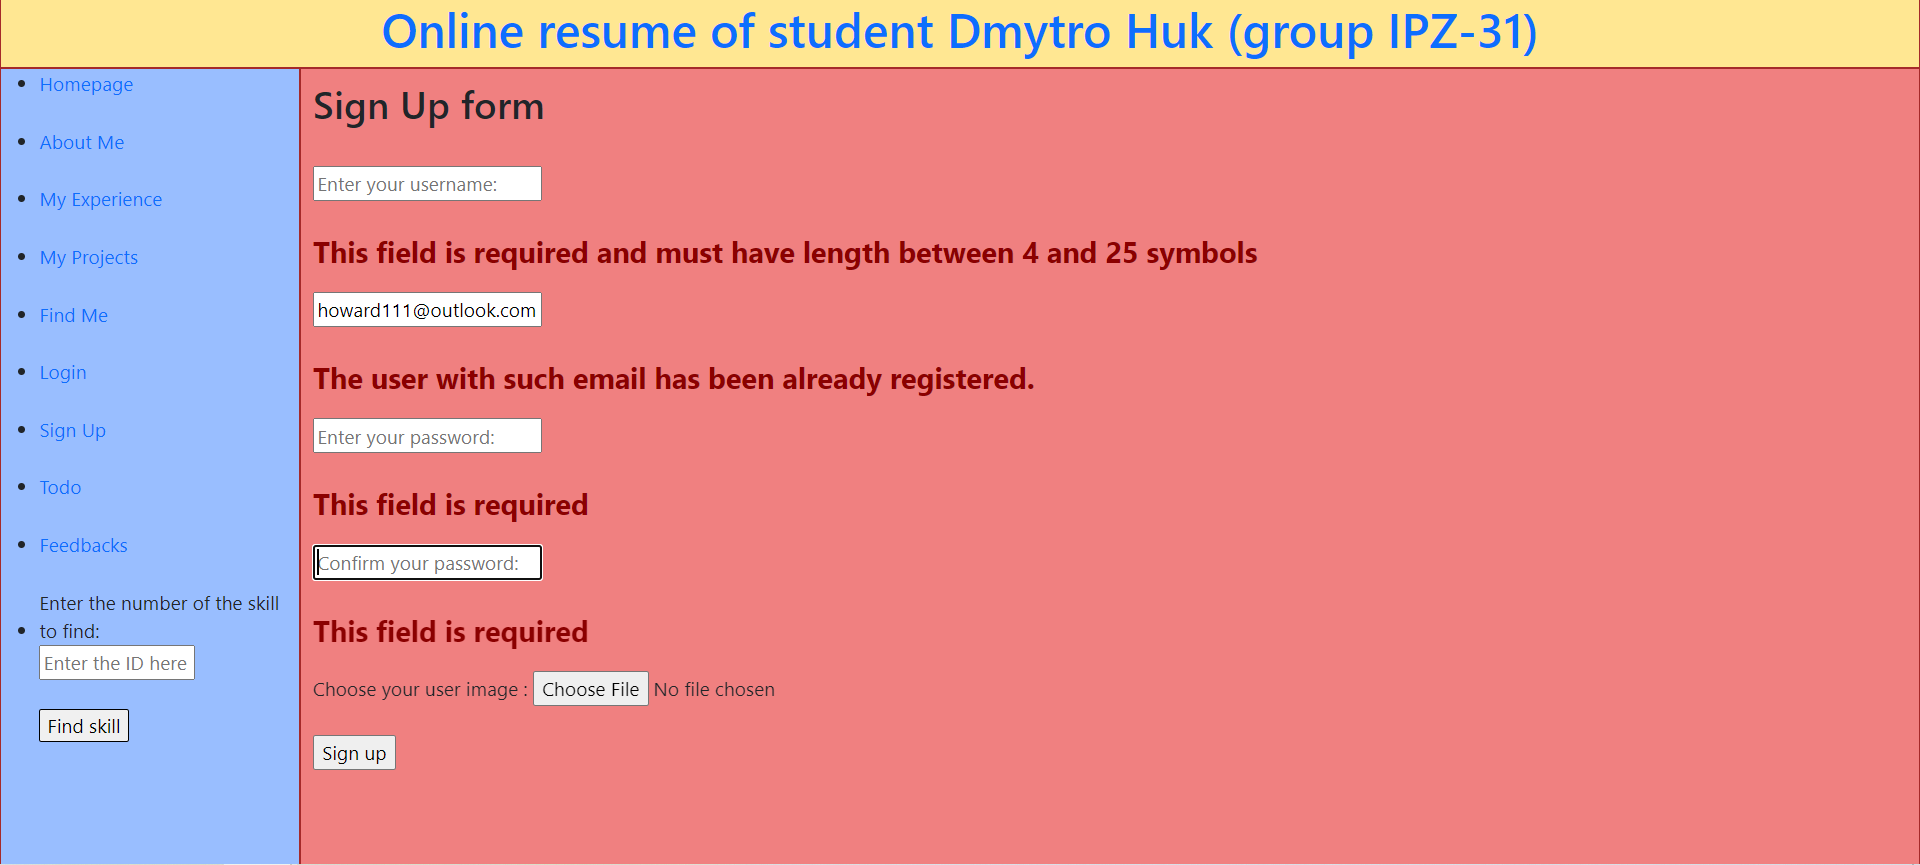 Online resume of student Dmytro Huk (group IPZ-31)
Homepage
About Me
My Experience
My Projects
Find Me
Login
Sign Up
Todo
Feedbacks
Enter the number of the skill
to find:
Enter the ID here
Find skill
Sign Up form
Enter your username:
This field is required and must have length between 4 and 25 symbols
howard111@outlook.com
The user with such email has been already registered.
Enter your password:
This field is required
Confirm your password:
This field is required
Choose your user image : Choose File No file chosen
Sign up